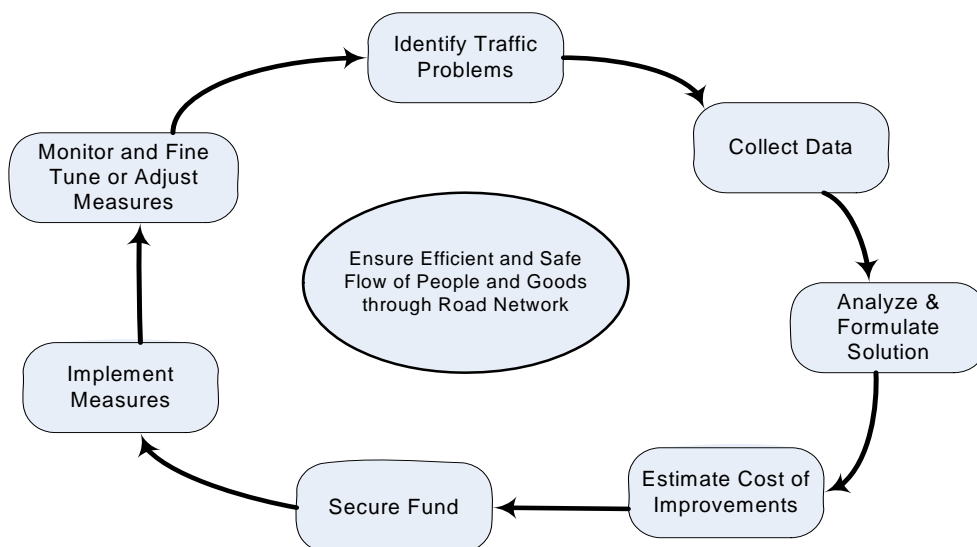 Identify Traffic
Problems
Collect Data
Analyze &
Formulate
Solution
Estimate Cost of
Improvements
Secure Fund
Implement
Measures
Monitor and Fine
Tune or Adjust
Measures
Ensure Efficient and Safe
Flow of People and Goods
through Road Network